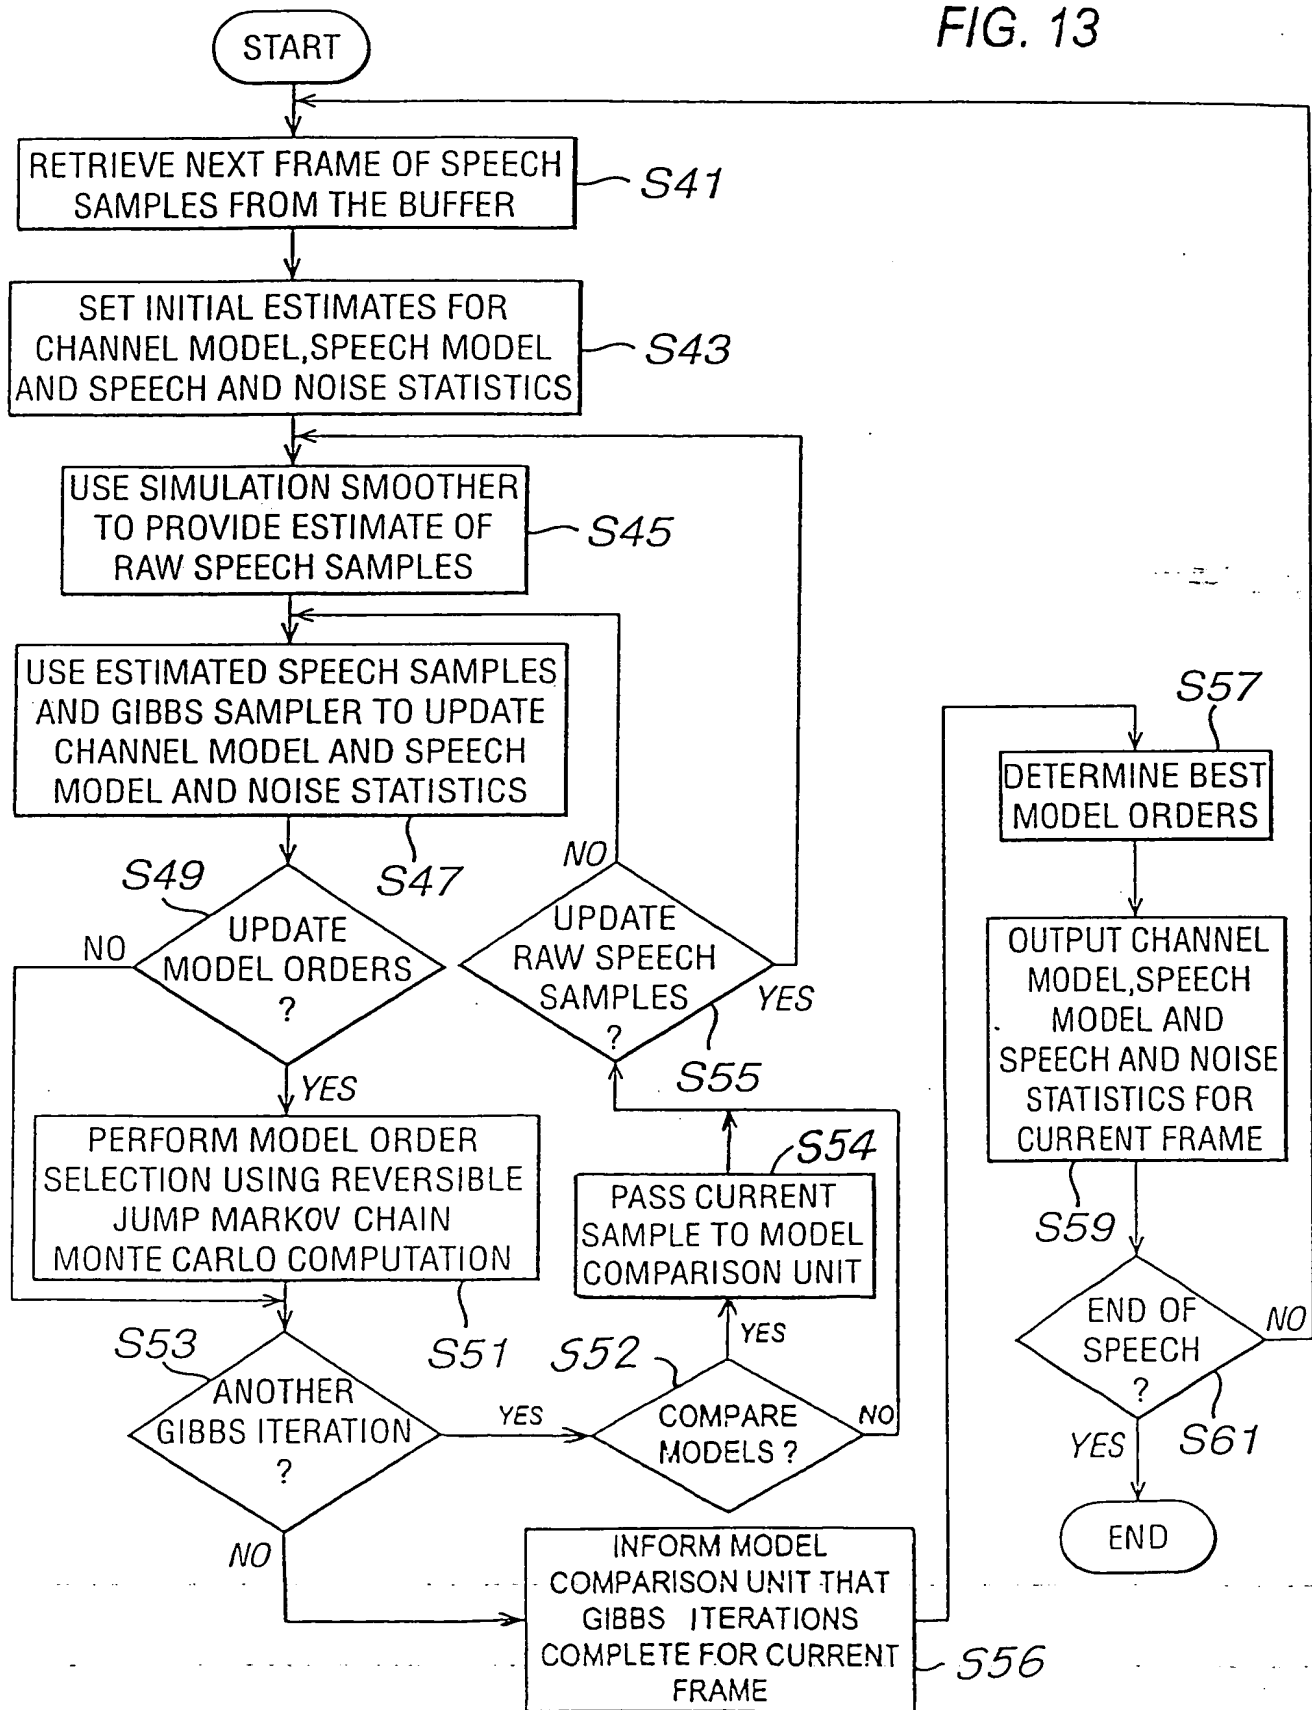 FIG. 13
START
RETRIEVE NEXT FRAME OF SPEECH
SAMPLES FROM THE BUFFER
S41
SET INITIAL ESTIMATES FOR
CHANNEL MODEL,SPEECH MODEL
AND SPEECH AND NOISE STATISTICS
S43
USE SIMULATION SMOOTHER
TO PROVIDE ESTIMATE OF
RAW SPEECH SAMPLES
S45
USE ESTIMATED SPEECH SAMPLES
AND GIBBS SAMPLER TO UPDATE
CHANNEL MODEL AND SPEECH
MODEL AND NOISE STATISTICS
S47
S49
UPDATE
MODEL ORDERS
?
NO
YES
PERFORM MODEL ORDER
SELECTION USING REVERSIBLE
JUMP MARKOV CHAIN
MONTE CARLO COMPUTATION
S51
S53
ANOTHER
GIBBS ITERATION
?
YES
NO
S52
COMPARE
MODELS ?
YES
NO
S54
PASS CURRENT
SAMPLE TO MODEL
COMPARISON UNIT
UPDATE
RAW SPEECH
SAMPLES
?
NO
YES
S55
INFORM MODEL
COMPARISON UNIT THAT
GIBBS ITERATIONS
COMPLETE FOR CURRENT
FRAME
S56
S57
DETERMINE BEST
MODEL ORDERS
OUTPUT CHANNEL
MODEL,SPEECH
MODEL AND
SPEECH AND NOISE
STATISTICS FOR
CURRENT FRAME
S59
END OF
SPEECH
?
NO
YES
S61
END